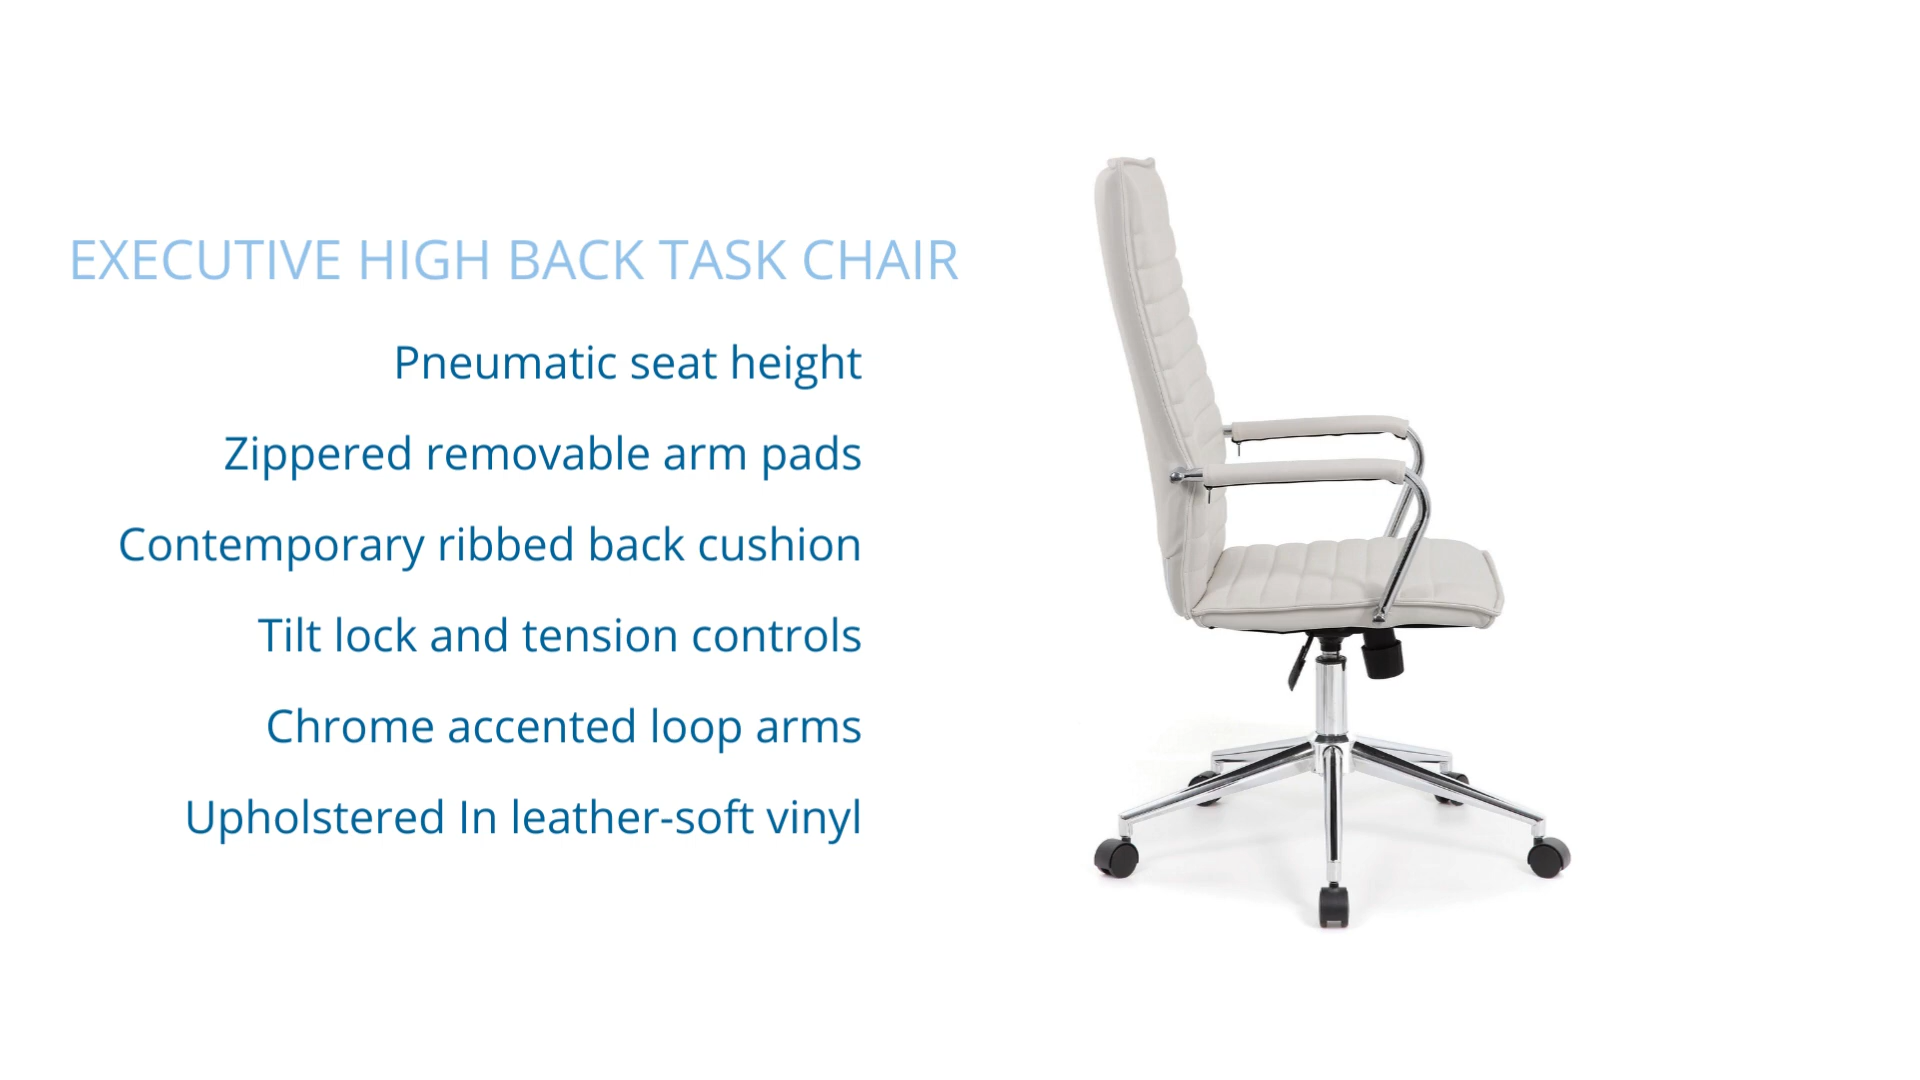 EXECUTIVE HIGH BACK TASK CHAIR
Pneumatic seat height
Zippered removable arm pads
Contemporary ribbed back cushion
Tilt lock and tension controls
Chrome accented loop arms
Upholstered In leather-soft vinyl